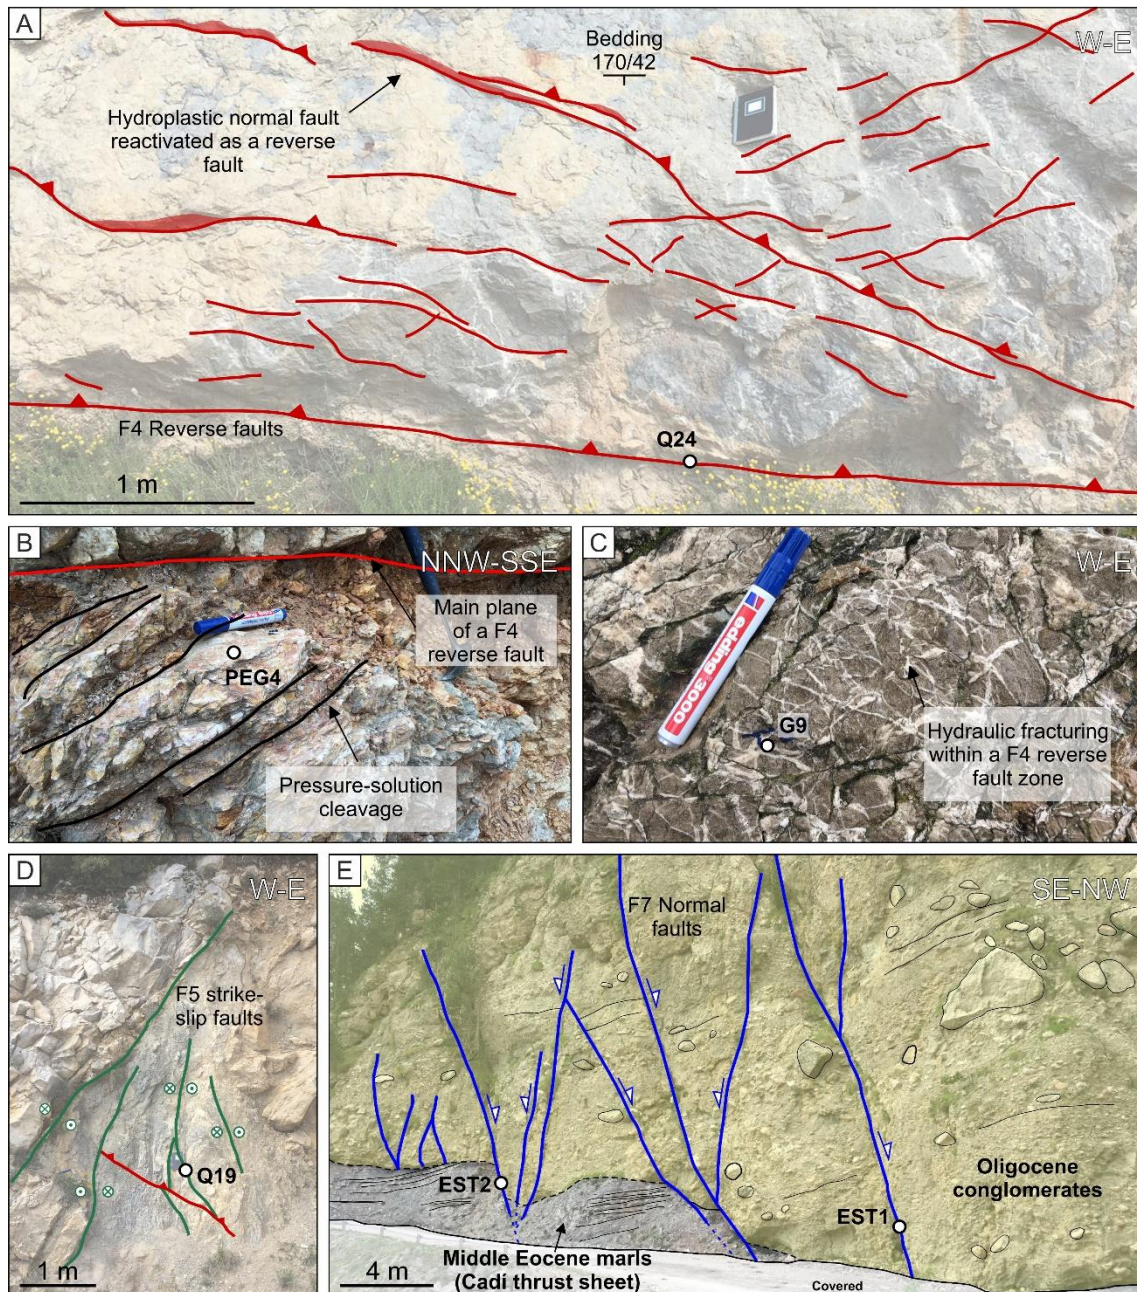 A
W-E
Bedding
170/42
Hydroplastic normal fault
reactivated as a reverse
fault
F4 Reverse faults
Q24
1 m
B
NNW-SSE
Main plane
of a F4
reverse fault
PEG4
Pressure-solution
cleavage
C
W-E
edding 3000
G9
Hydraulic fracturing
within a F4 reverse
fault zone
D
W-E
F5 strike-
slip faults
Q19
1 m
E
SE-NW
F7 Normal
faults
EST2
EST1
Oligocene
conglomerates
Middle Eocene marls
(Cadí thrust sheet)
4 m
Covered